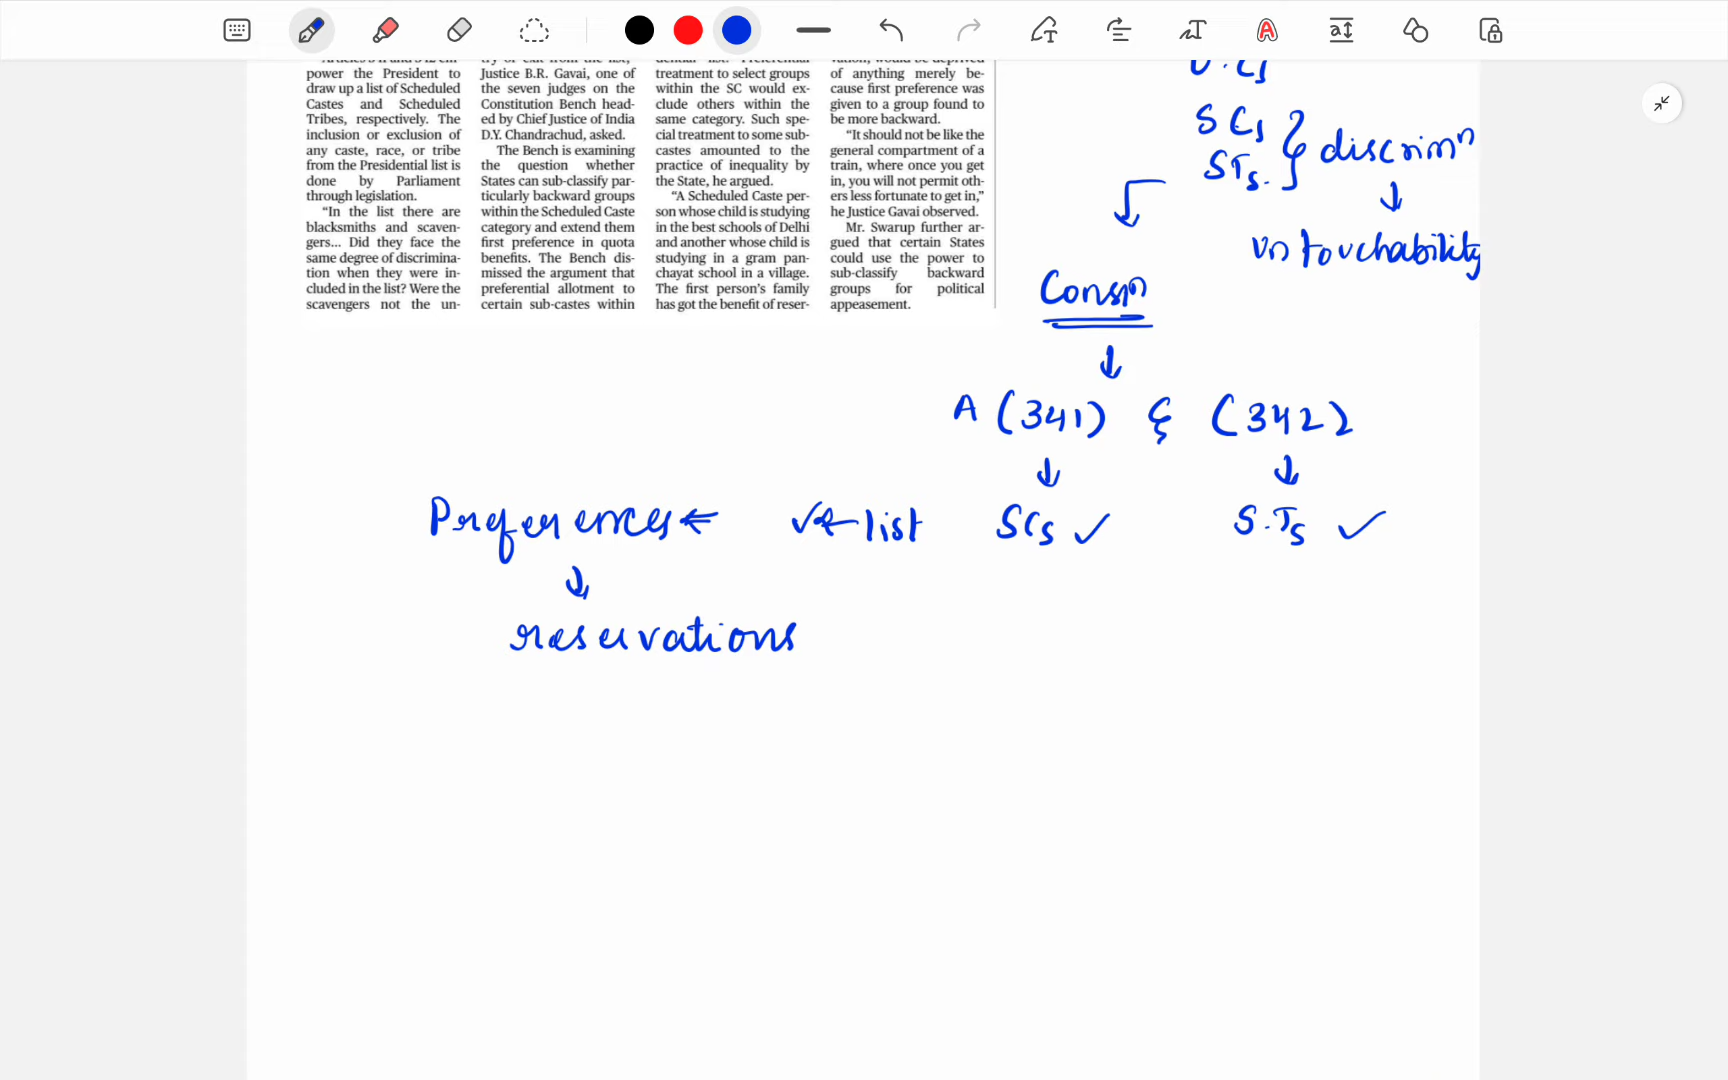 power the President to
draw up a list of Scheduled
Castes and Scheduled
Tribes, respectively. The
inclusion or exclusion of
any caste, race, or tribe
from the Presidential list is
done by Parliament
through legislation.
“In the list there are
blacksmiths and scaven-
gers... Did they face the
same degree of discrimina-
tion when they were in-
cluded in the list? Were the
scavengers not the un-
Justice B.R. Gavai, one of
the seven judges on the
Constitution Bench head-
ed by Chief Justice of India
D.Y. Chandrachud, asked.
The Bench is examining
the question whether
States can sub-classify par-
ticularly backward groups
within the Scheduled Caste
category and extend them
first preference in quota
benefits. The Bench dis-
missed the argument that
preferential allotment to
certain sub-castes within
treatment to select groups
within the SC would ex-
clude others within the
same category. Such spe-
cial treatment to some sub-
castes amounted to the
practice of inequality by
the State, he argued.
“A Scheduled Caste per-
son whose child is studying
in the best schools of Delhi
and another whose child is
studying in a gram pan-
chayat school in a village.
The first person’s family
has got the benefit of reser-
of anything merely be-
cause first preference was
given to a group found to
be more backward.
“It should not be like the
general compartment of a
train, where once you get
in, you will not permit oth-
ers less fortunate to get in,”
he Justice Gavai observed.
Mr. Swarup further ar-
gued that certain States
could use the power to
sub-classify backward
groups for political
appeasement.
SCs
STs. } discrimn
↓
untouchability
Consn
↓
A (341) & (342)
↓ ↓
Preferences ← ✓ ← list SCs ✓ S.Ts ✓
↓
reservations